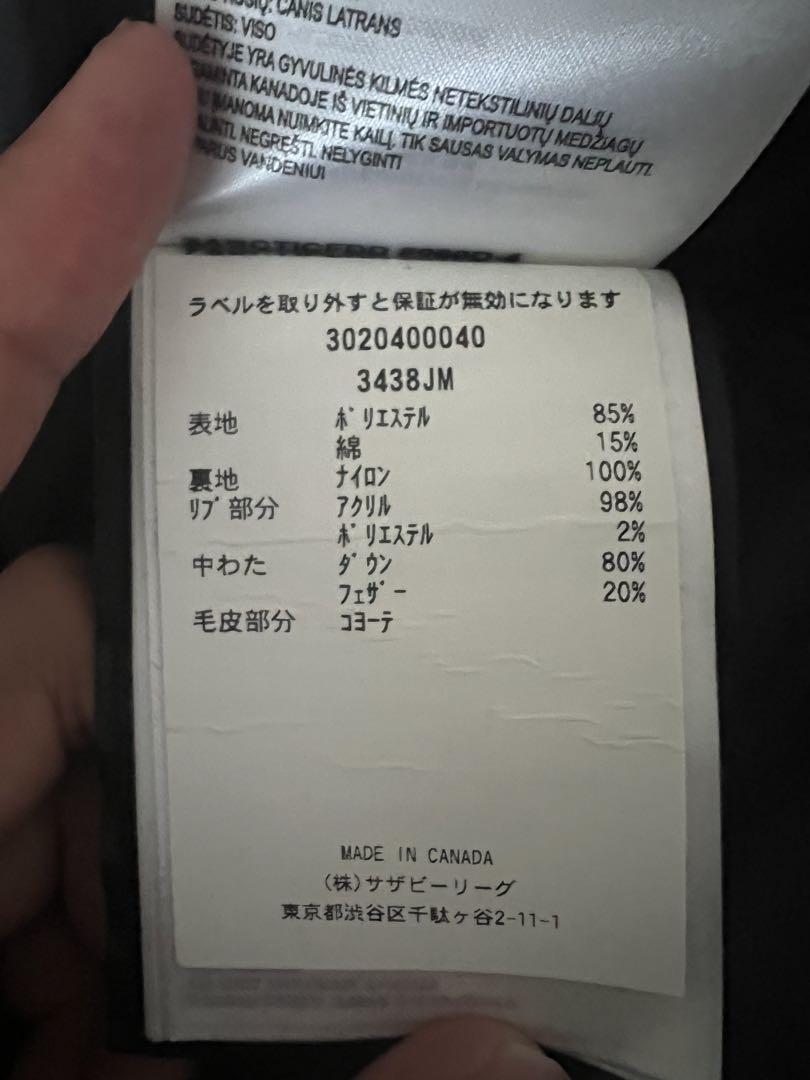 CANIS LATRANS
SUDĖTIS: VISO
SUDĖTYJE YRA GYVULINĖS KILMĖS NETEKSTILINIŲ DALIŲ
KANADOJE IŠ VIETINIŲ IR IMPORTUOTŲ MEDŽIAGŲ
NUIMKITE KAILĮ. TIK SAUSAS VALYMAS NEPLAUTI.
NEGRĘŠTI. NELYGINTI
VANDENIUI
ラベルを取り外すと保証が無効になります
3020400040
3438JM
表地 ポリエステル 85%
綿 15%
裏地 ナイロン 100%
リブ部分 アクリル 98%
ポリエステル 2%
中わた ダウン 80%
フェザー 20%
毛皮部分 コヨーテ
MADE IN CANADA
(株)サザビーリーグ
東京都渋谷区千駄ヶ谷2-11-1